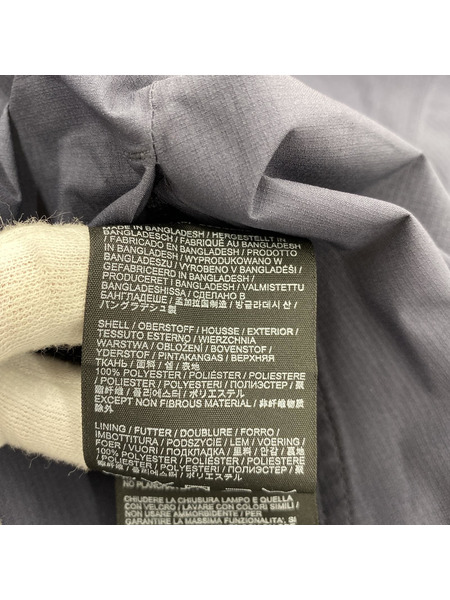 MADE IN BANGLADESH / HERGESTELLT IN
BANGLADESCH / FABRIQUÉ AU BANGLADESH
/ FABRICADO EN BANGLADESH / PRODOTTO
IN BANGLADESH / WYPRODUKOWANO W
BANGLADESZU / VYROBENO V BANGLADÉŠI /
GEFABRICEERD IN BANGLADESH /
PRODUCERET I BANGLADESH / VALMISTETTU
BANGLADESHISSA / СДЕЛАНО В
БАНГЛАДЕШЕ / 孟加拉国制造 / 방글라데시 산 /
バングラデシュ製
SHELL / OBERSTOFF / HOUSSE / EXTERIOR /
TESSUTO ESTERNO / WIERZCHNIA
WARSTWA / OBLOŽENÍ / BOVENSTOF /
YDERSTOF / PINTAKANGAS / ВЕРХНЯЯ
ТКАНЬ / 面料 / 쉘 / 表地
100% POLYESTER / POLIÉSTER / POLIESTERE
/ POLYESTER / POLYESTERI / ПОЛИЭСТЕР / 聚
酯纤维 / 폴리에스터 / ポリエステル
EXCEPT NON FIBROUS MATERIAL / 非纤维物质
除外
LINING / FUTTER / DOUBLURE / FORRO /
IMBOTTITURA / PODSZYCIE / LEM / VOERING /
FOER / VUORI / ПОДКЛАДКА / 里料 / 안감 / 裏地
100% POLYESTER / POLIÉSTER / POLIESTERE
/ POLYESTER / POLYESTERI / ПОЛИЭСТЕР / 聚
酯纤维 / 폴리에스터 / ポリエステル
CHIUDERE LA CHIUSURA LAMPO E QUELLA
CON VELCRO / LAVARE CON COLORI SIMILI /
NON USARE AMMORBIDENTE / PER
GARANTIRE LA MASSIMA FUNZIONALITÀ, SI